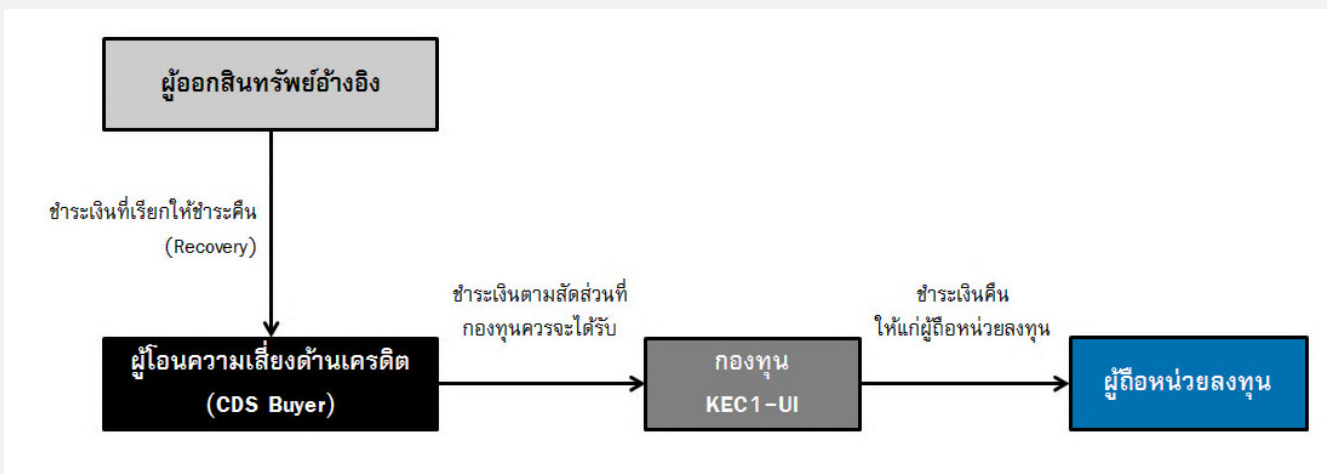 ผู้ออกสินทรัพย์อ้างอิง
ชำระเงินที่เรียกให้ชำระคืน
(Recovery)
ชำระเงินตามสัดส่วนที่
กองทุนควรจะได้รับ
ชำระเงินคืน
ให้แก่ผู้ถือหน่วยลงทุน
ผู้โอนความเสี่ยงด้านเครดิต
(CDS Buyer)
กองทุน
KEC1-UI
ผู้ถือหน่วยลงทุน